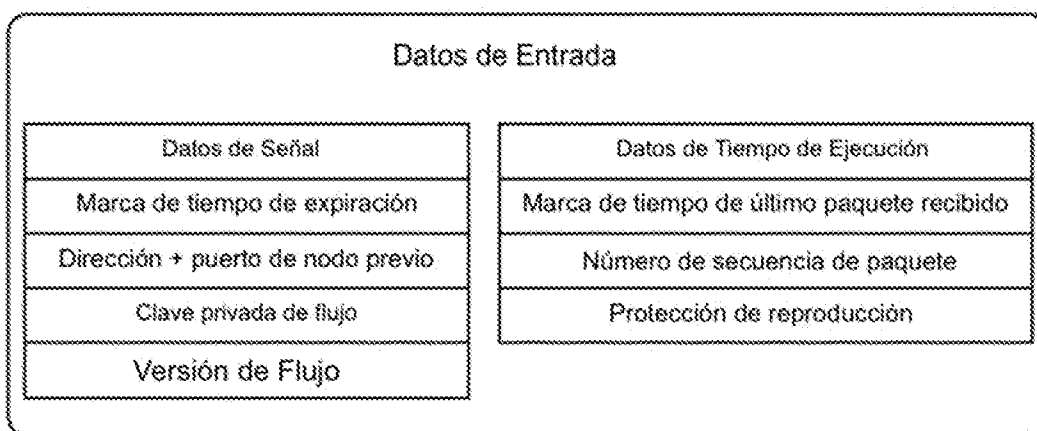 Datos de Entrada
Datos de Señal
Marca de tiempo de expiración
Dirección + puerto de nodo previo
Clave privada de flujo
Versión de Flujo
Datos de Tiempo de Ejecución
Marca de tiempo de último paquete recibido
Número de secuencia de paquete
Protección de reproducción